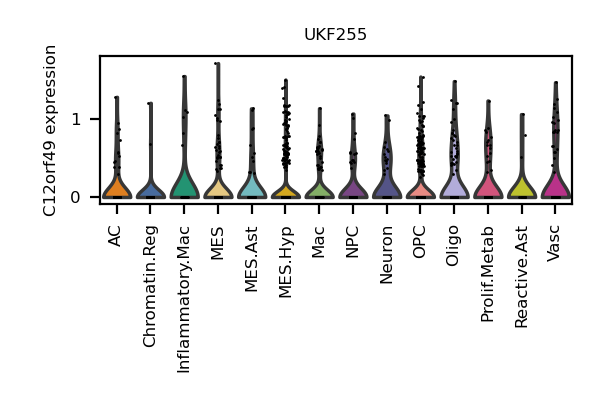 UKF255
C12orf49 expression
1
0
AC
Chromatin.Reg
Inflammatory.Mac
MES
MES.Ast
MES.Hyp
Mac
NPC
Neuron
OPC
Oligo
Prolif.Metab
Reactive.Ast
Vasc